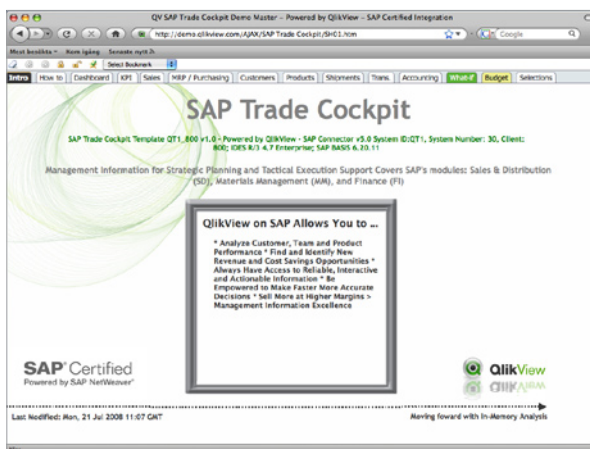 QV SAP Trade Cockpit Demo Master – Powered by QlikView – SAP Certified Integration
http://demo.qlikview.com/AJAX/SAP Trade Cockpit/SH01.htm
Google
Mest besökta Kom igång Senaste nytt
Select Bookmark
Intro How to Dashboard KPI Sales MRP / Purchasing Customers Products Shipments Trans. Accounting What-if Budget Selections
SAP Trade Cockpit
SAP Trade Cockpit Template QT1_800 v1.0 - Powered by QlikView - SAP Connector v5.0 System ID:QT1, System Number: 30, Client:
800; IDES R/3 4.7 Enterprise; SAP BASIS 6.20.11
Management Information for Strategic Planning and Tactical Execution Support Covers SAP's modules: Sales & Distribution
(SD), Materials Management (MM), and Finance (FI)
QlikView on SAP Allows You to ...
* Analyze Customer, Team and Product
Performance * Find and Identify New
Revenue and Cost Savings Opportunities *
Always Have Access to Reliable, Interactive
and Actionable Information * Be
Empowered to Make Faster More Accurate
Decisions * Sell More at Higher Margins >
Management Information Excellence
SAP® Certified
Powered by SAP NetWeaver®
QlikView
Last Modified: Mon, 21 Jul 2008 11:07 GMT
Moving foward with In-Memory Analysis